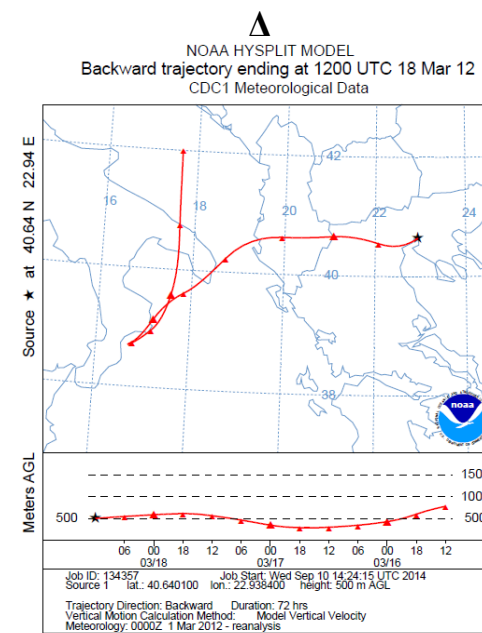 Δ
NOAA HYSPLIT MODEL
Backward trajectory ending at 1200 UTC 18 Mar 12
CDC1 Meteorological Data
Source ★ at 40.64 N 22.94 E
16
18
20
22
24
42
40
38
noaa
Meters AGL
500
150
100
500
06 00 18 12 06 00 18 12 06 00 18 12
03/18 03/17 03/16
Job ID: 134357 Job Start: Wed Sep 10 14:24:15 UTC 2014
Source 1 lat.: 40.640100 lon.: 22.938400 height: 500 m AGL
Trajectory Direction: Backward Duration: 72 hrs
Vertical Motion Calculation Method: Model Vertical Velocity
Meteorology: 0000Z 1 Mar 2012 - reanalysis